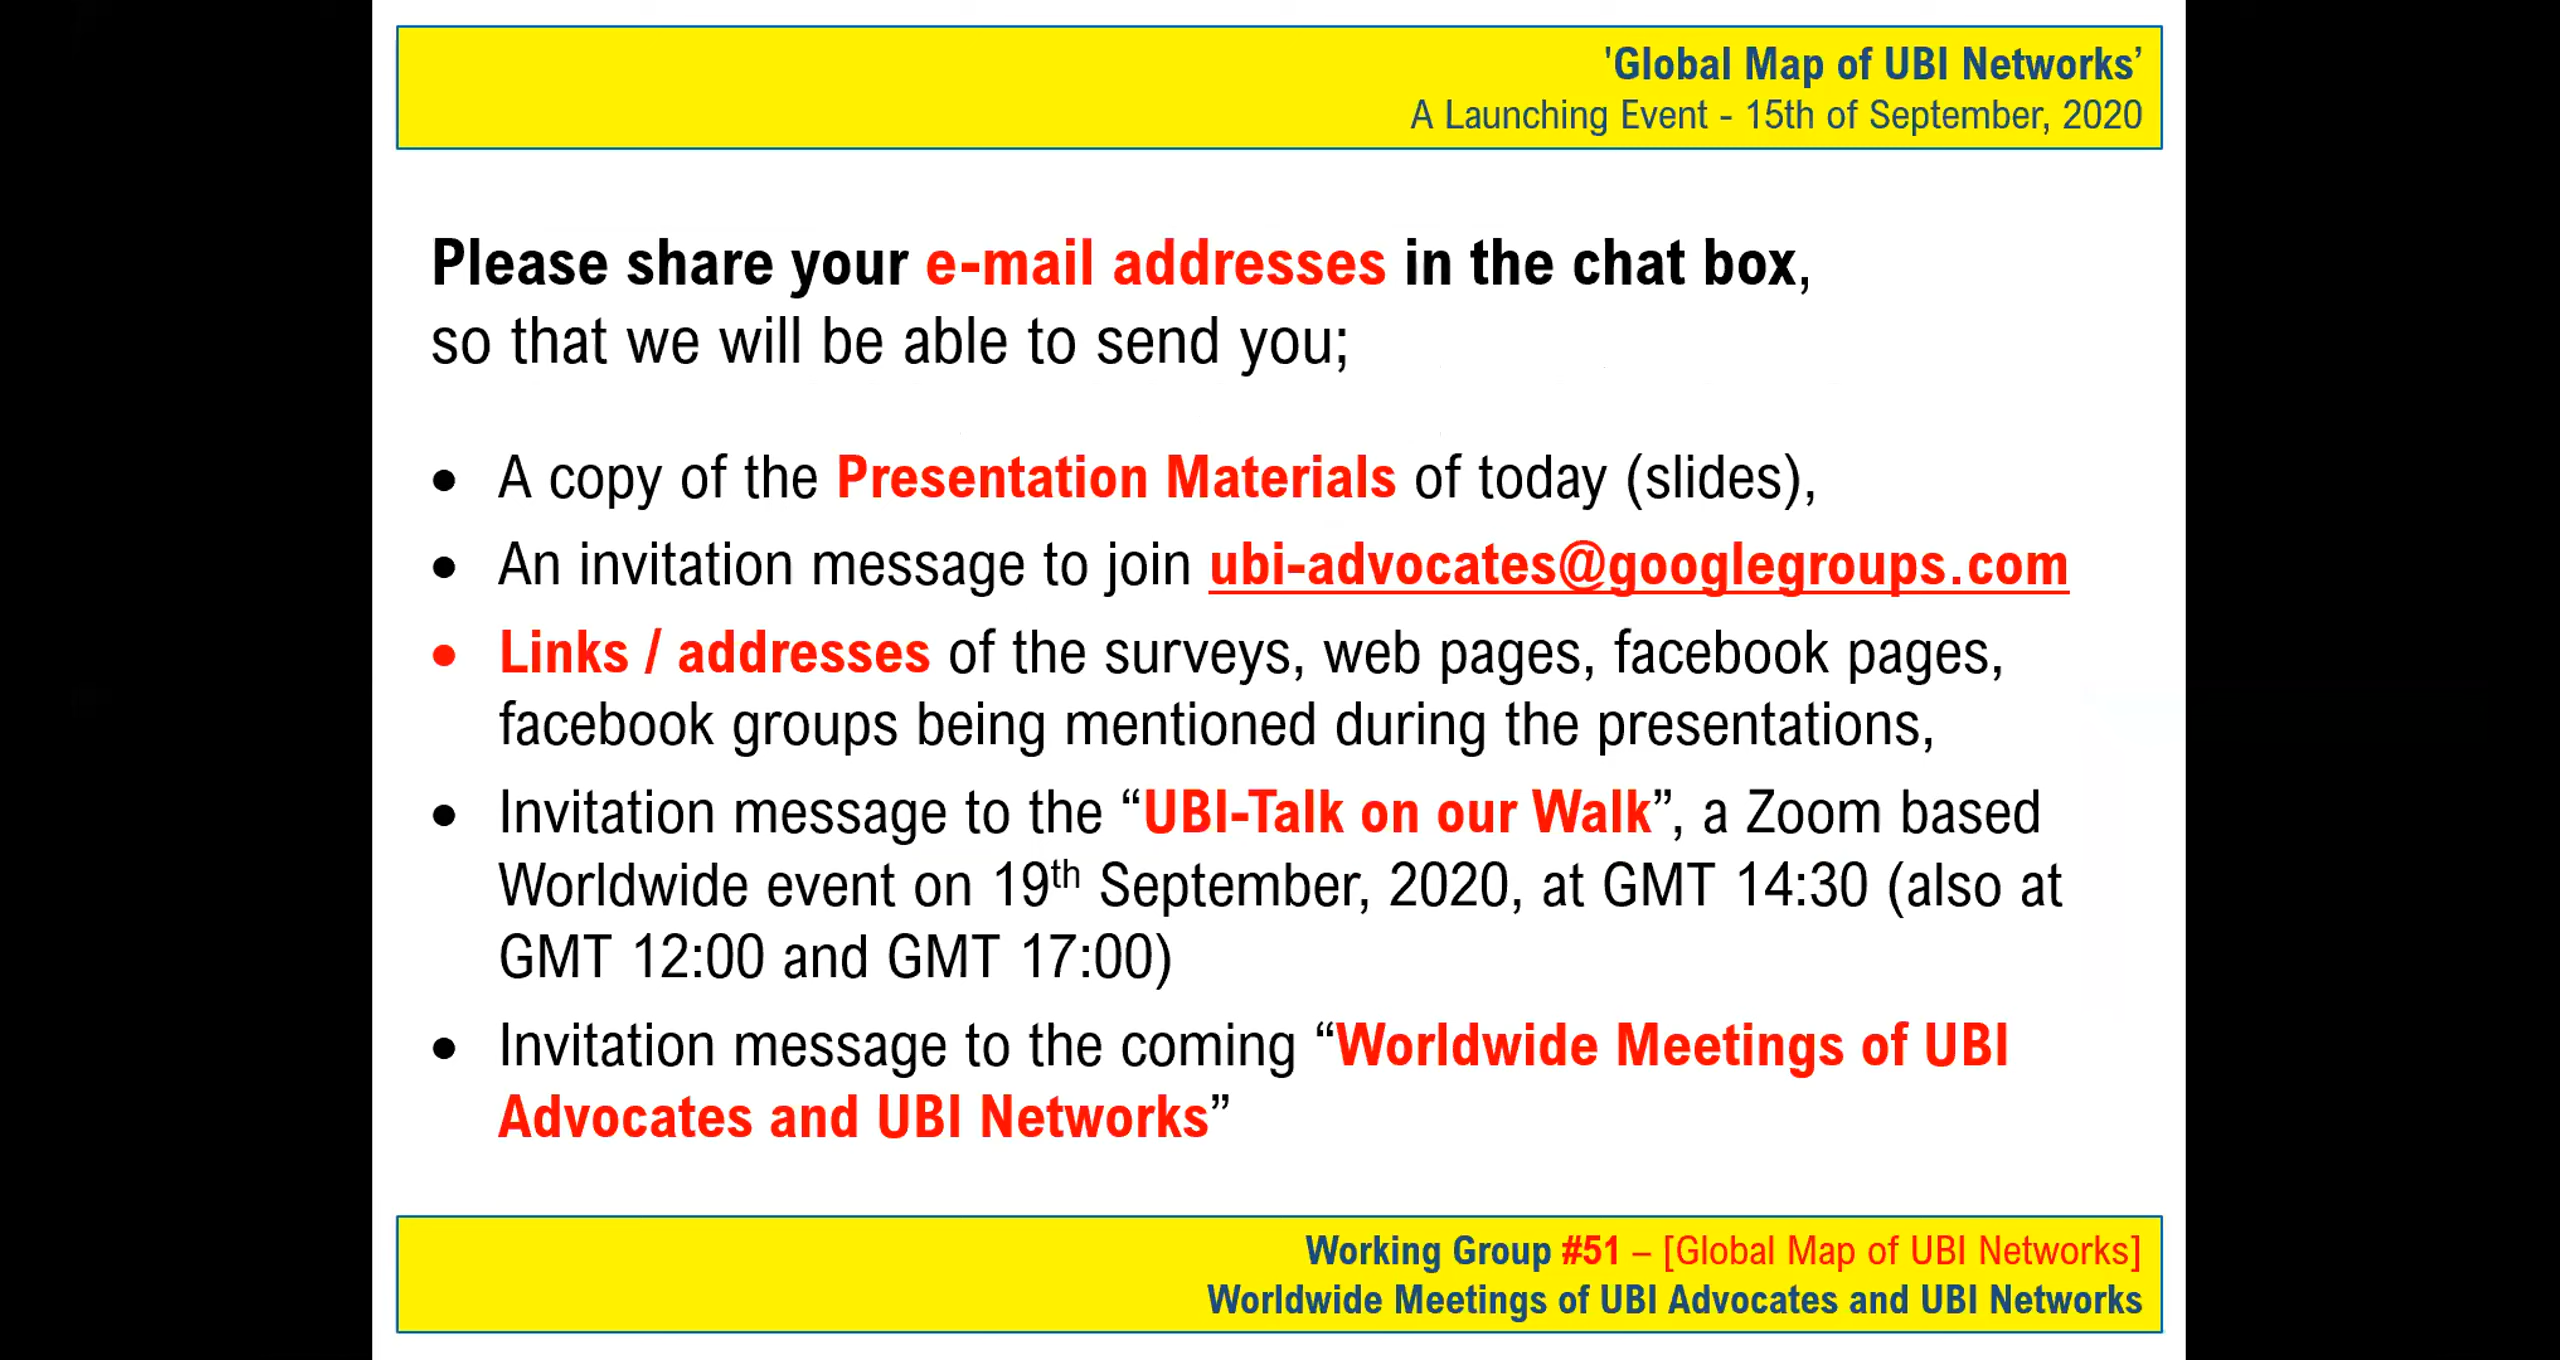 'Global Map of UBI Networks’
A Launching Event - 15th of September, 2020
Please share your e-mail addresses in the chat box,
so that we will be able to send you;
• A copy of the Presentation Materials of today (slides),
• An invitation message to join ubi-advocates@googlegroups.com
• Links / addresses of the surveys, web pages, facebook pages,
facebook groups being mentioned during the presentations,
• Invitation message to the “UBI-Talk on our Walk”, a Zoom based
Worldwide event on 19th September, 2020, at GMT 14:30 (also at
GMT 12:00 and GMT 17:00)
• Invitation message to the coming “Worldwide Meetings of UBI
Advocates and UBI Networks”
Working Group #51 – [Global Map of UBI Networks]
Worldwide Meetings of UBI Advocates and UBI Networks